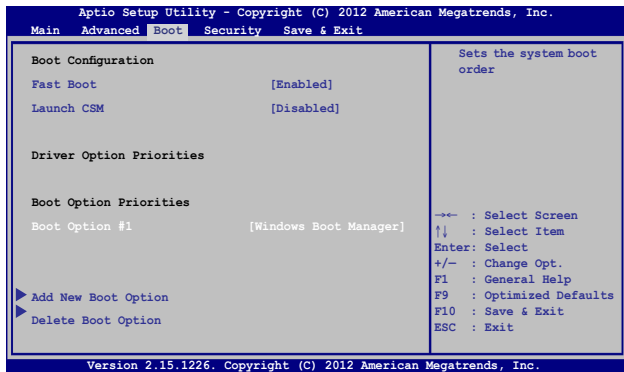 Aptio Setup Utility - Copyright (C) 2012 American Megatrends, Inc.
Main Advanced Boot Security Save & Exit
Boot Configuration
Fast Boot [Enabled]
Launch CSM [Disabled]
Driver Option Priorities
Boot Option Priorities
Boot Option #1 [Windows Boot Manager]
Add New Boot Option
Delete Boot Option
Sets the system boot
order
→← : Select Screen
↑↓ : Select Item
Enter: Select
+/— : Change Opt.
F1 : General Help
F9 : Optimized Defaults
F10 : Save & Exit
ESC : Exit
Version 2.15.1226. Copyright (C) 2012 American Megatrends, Inc.